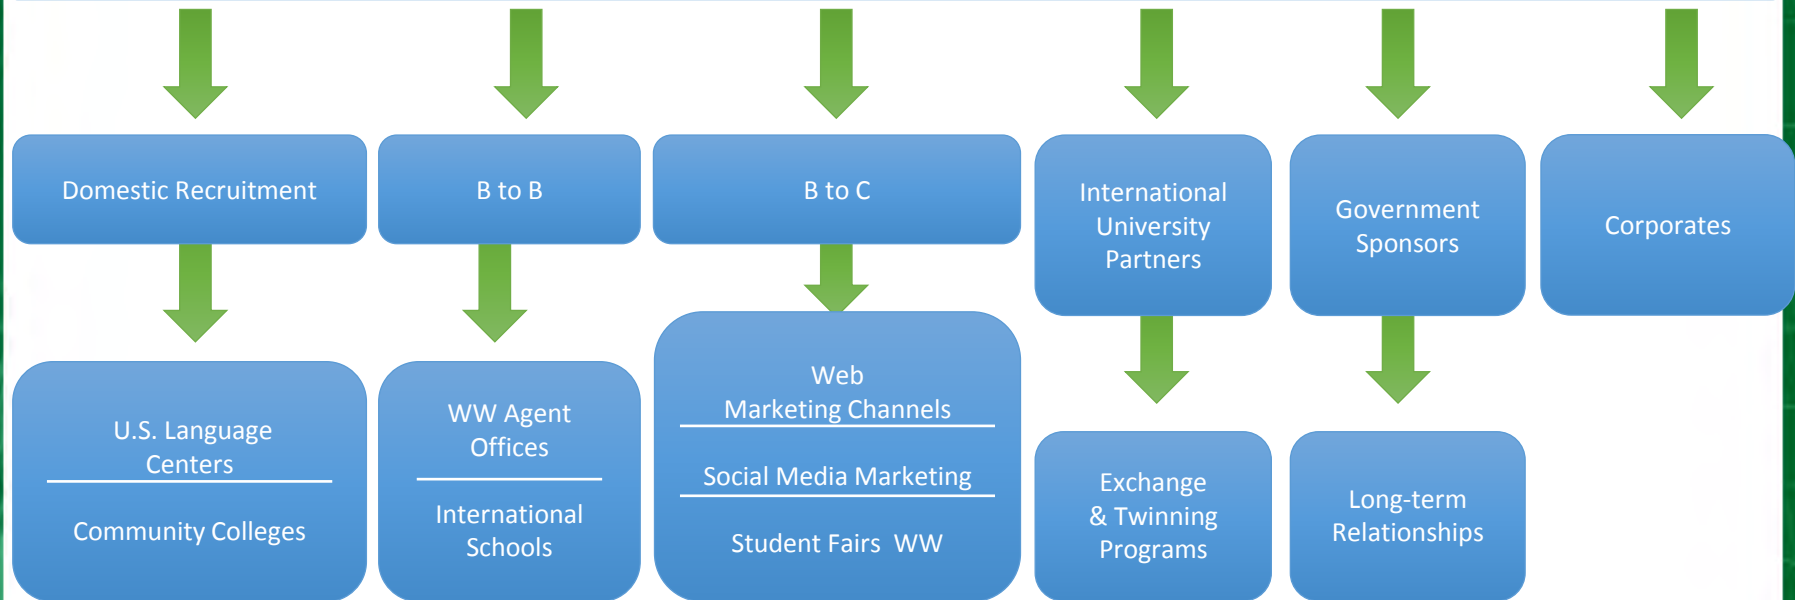 Domestic Recruitment
B to B
B to C
International
University
Partners
Government
Sponsors
Corporates
U.S. Language
Centers
Community Colleges
WW Agent
Offices
International
Schools
Web
Marketing Channels
Social Media Marketing
Student Fairs  WW
Exchange
& Twinning
Programs
Long-term
Relationships